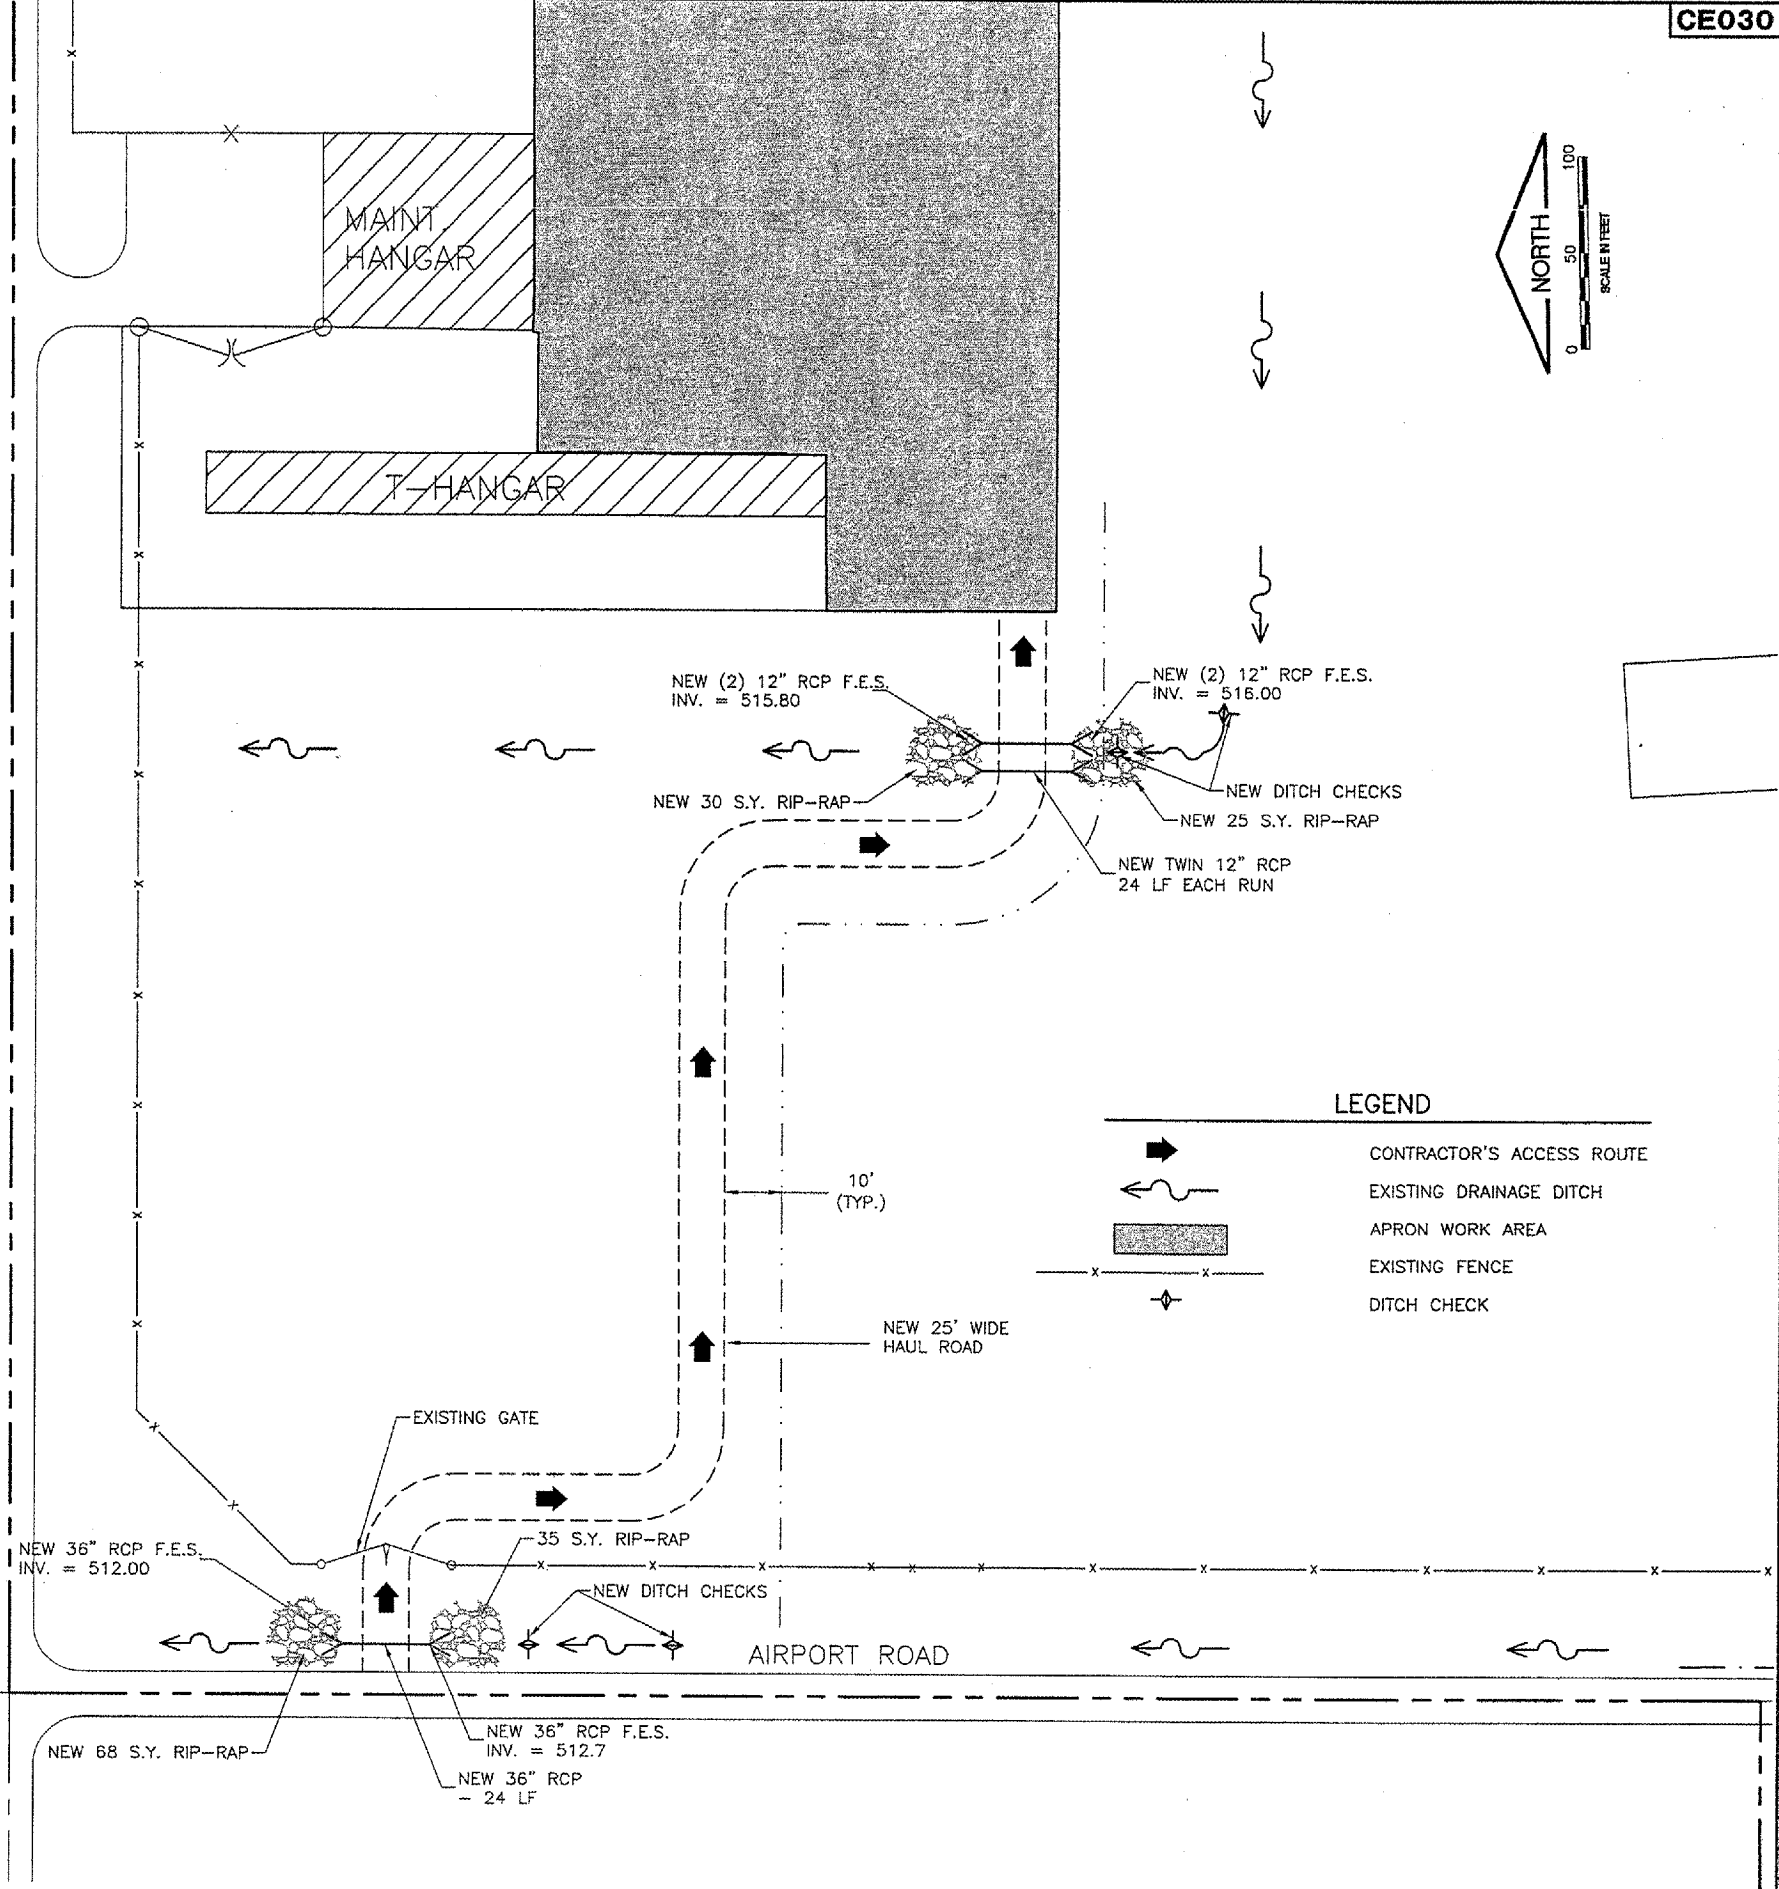 CE030
MAINT.
HANGAR
NORTH
0 50 100
SCALE IN FEET
T-HANGAR
NEW (2) 12" RCP F.E.S.
INV. = 515.80
NEW (2) 12" RCP F.E.S.
INV. = 516.00
NEW 30 S.Y. RIP-RAP
NEW DITCH CHECKS
NEW 25 S.Y. RIP-RAP
NEW TWIN 12" RCP
24 LF EACH RUN
LEGEND
CONTRACTOR'S ACCESS ROUTE
EXISTING DRAINAGE DITCH
APRON WORK AREA
EXISTING FENCE
DITCH CHECK
10'
(TYP.)
NEW 25' WIDE
HAUL ROAD
EXISTING GATE
35 S.Y. RIP-RAP
NEW 36" RCP F.E.S.
INV. = 512.00
NEW DITCH CHECKS
AIRPORT ROAD
NEW 68 S.Y. RIP-RAP
NEW 36" RCP F.E.S.
INV. = 512.7
NEW 36" RCP
- 24 LF